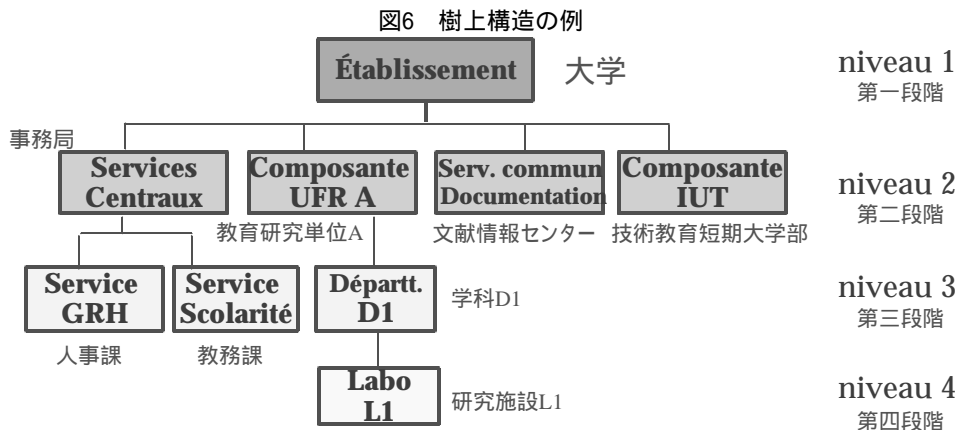 図6　樹上構造の例
Établissement 大学 niveau 1
第一段階
事務局
Services
Centraux
Composante
UFR A
Serv. commun
Documentation
Composante
IUT
niveau 2
第二段階
教育研究単位A 文献情報センター 技術教育短期大学部
Service
GRH
Service
Scolarité
Départt.
D1
学科D1
niveau 3
第三段階
人事課 教務課
Labo
L1
研究施設L1
niveau 4
第四段階